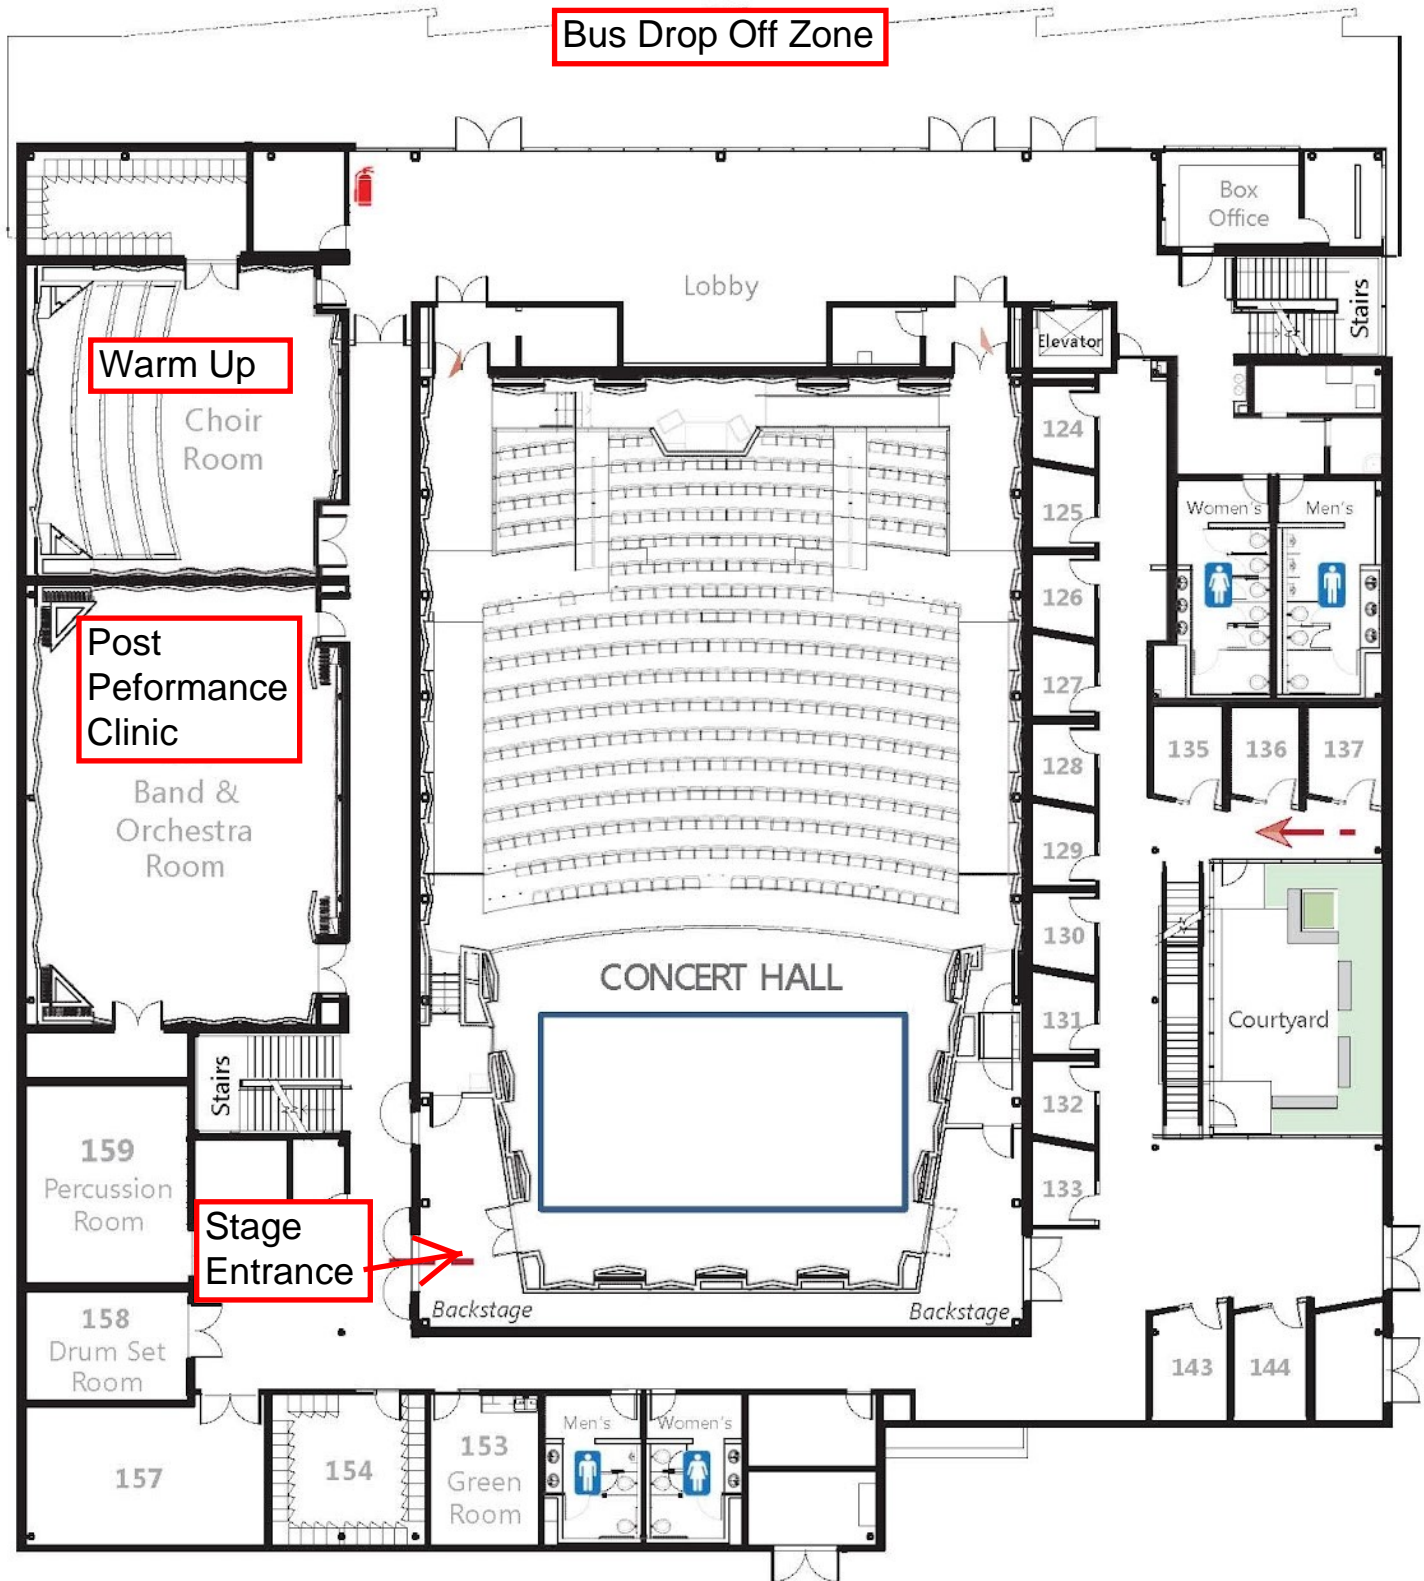 Bus Drop Off Zone
Box
Office
Lobby
Stairs
Elevator
Warm Up
Choir
Room
124
125
Women's
Men's
126
Post
Peformance
Clinic
127
135
136
137
128
Band &
Orchestra
Room
129
130
CONCERT HALL
131
Courtyard
Stairs
132
159
Percussion
Room
133
Stage
Entrance
Backstage
Backstage
158
Drum Set
Room
143
144
Men's
Women's
157
154
153
Green
Room